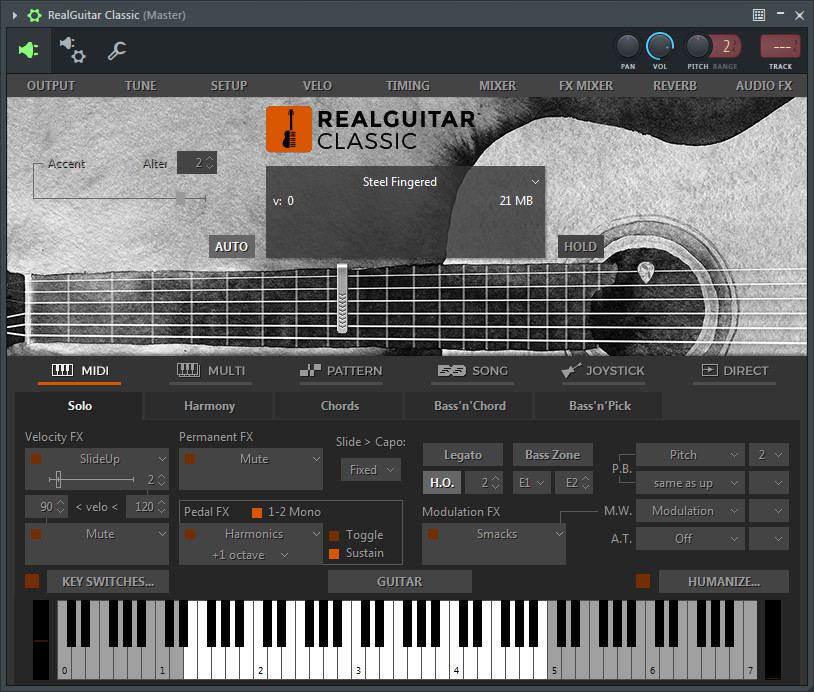 RealGuitar Classic (Master)
2 ---
PAN VOL PITCH RANGE TRACK
OUTPUT TUNE SETUP VELO TIMING MIXER FX MIXER REVERB AUDIO FX
REALGUITAR
CLASSIC
Accent Alter 2
Steel Fingered
v: 0 21 MB
AUTO HOLD
MIDI MULTI PATTERN SONG JOYSTICK DIRECT
Solo Harmony Chords Bass'n'Chord Bass'n'Pick
Velocity FX Permanent FX Slide > Capo:
SlideUp Mute Fixed Legato Bass Zone Pitch 2
2 H.O. 2 E1 E2 P.B. same as up
90 < velo < 120 Pedal FX 1-2 Mono Modulation FX M.W. Modulation
Mute Harmonics Toggle Smacks A.T. Off
+1 octave Sustain
KEY SWITCHES... GUITAR HUMANIZE...
0 1 2 3 4 5 6 7